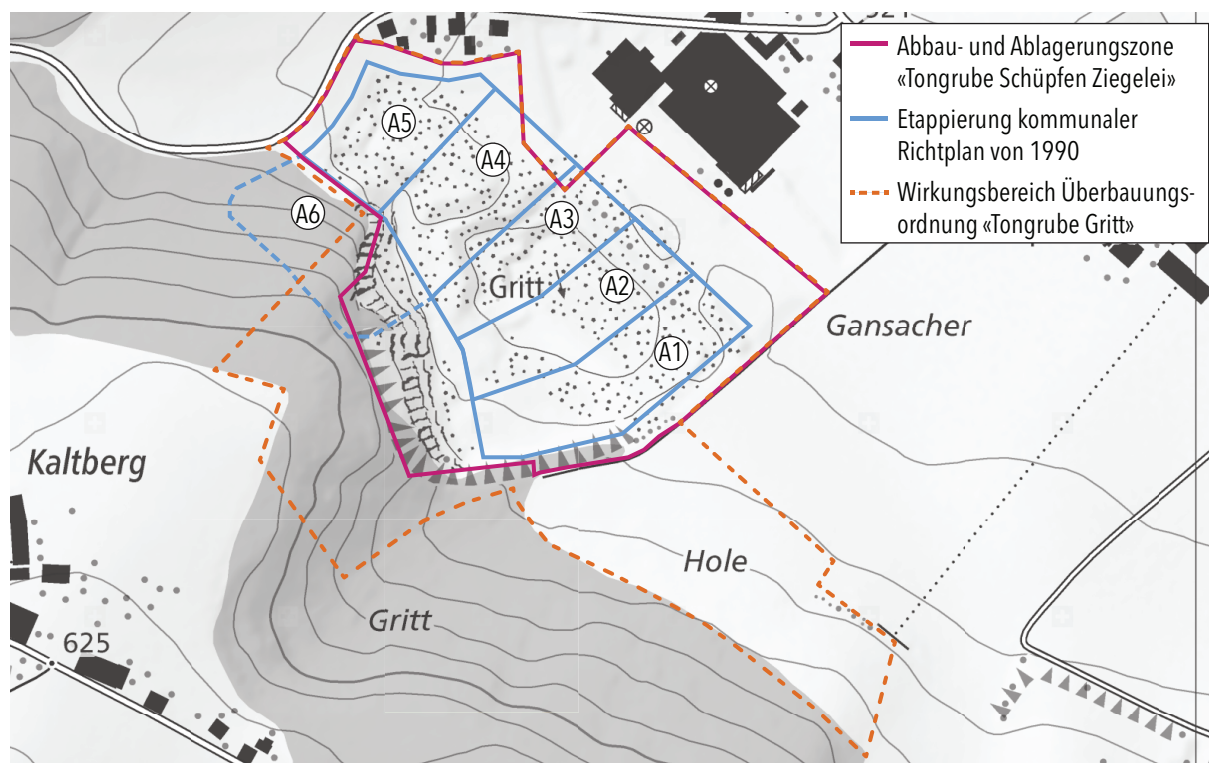 Abbau- und Ablagerungszone
«Tongrube Schüpfen Ziegelei»
Etappierung kommunaler
Richtplan von 1990
Wirkungsbereich Überbauungs-
ordnung «Tongrube Gritt»
A5
A4
A6
A3
Gritt
A2
Gansacher
A1
Kaltberg
Hole
Gritt
625